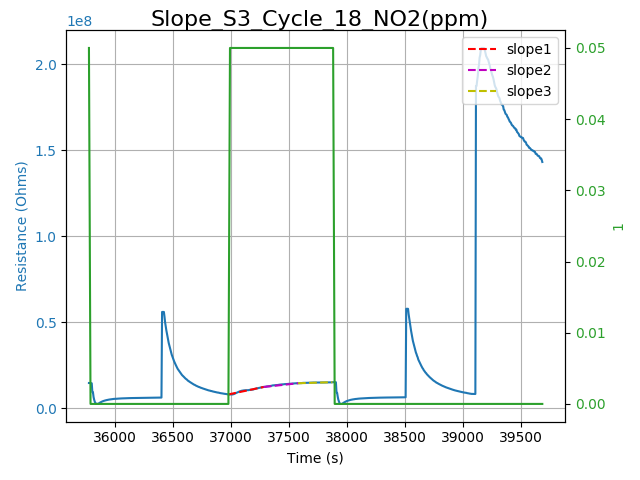 Slope_S3_Cycle_18_NO2(ppm)
1e8
slope1
slope2
slope3
2.0
1.5
1.0
0.5
0.0
Resistance (Ohms)
0.05
0.04
0.03
0.02
0.01
0.00
1
36000 36500 37000 37500 38000 38500 39000 39500
Time (s)